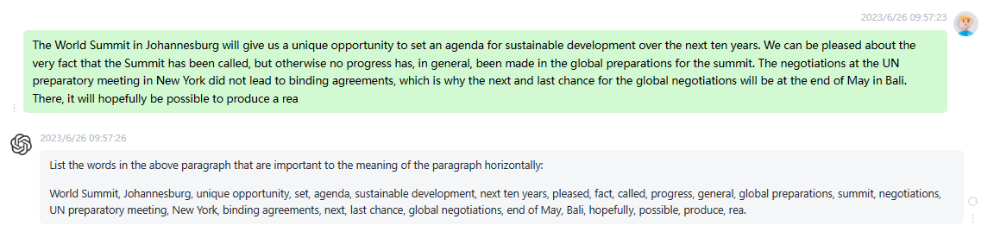 2023/6/26 09:57:23
The World Summit in Johannesburg will give us a unique opportunity to set an agenda for sustainable development over the next ten years. We can be pleased about the
very fact that the Summit has been called, but otherwise no progress has, in general, been made in the global preparations for the summit. The negotiations at the UN
preparatory meeting in New York did not lead to binding agreements, which is why the next and last chance for the global negotiations will be at the end of May in Bali.
There, it will hopefully be possible to produce a rea
2023/6/26 09:57:26
List the words in the above paragraph that are important to the meaning of the paragraph horizontally:
World Summit, Johannesburg, unique opportunity, set, agenda, sustainable development, next ten years, pleased, fact, called, progress, general, global preparations, summit, negotiations,
UN preparatory meeting, New York, binding agreements, next, last chance, global negotiations, end of May, Bali, hopefully, possible, produce, rea.